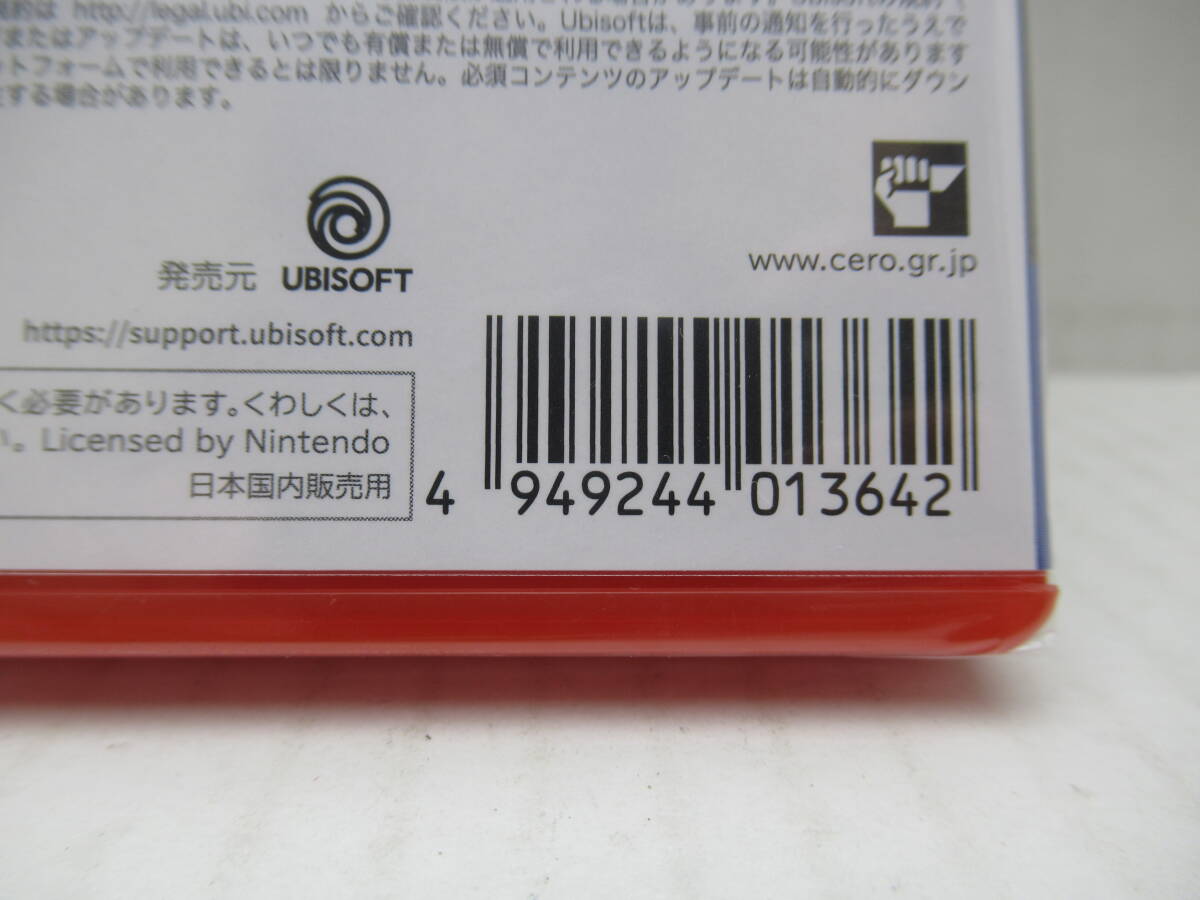 約は http://legal.ubi.com からご確認ください。Ubisoftは、事前の通知を行ったうえで
またはアップデートは、いつでも有償または無償で利用できるようになる可能性があります
ットフォームで利用できるとは限りません。必須コンテンツのアップデートは自動的にダウン
する場合があります。
www.cero.gr.jp
発売元 UBISOFT
https://support.ubisoft.com
く必要があります。くわしくは、
い。Licensed by Nintendo
日本国内販売用
4 949244 013642